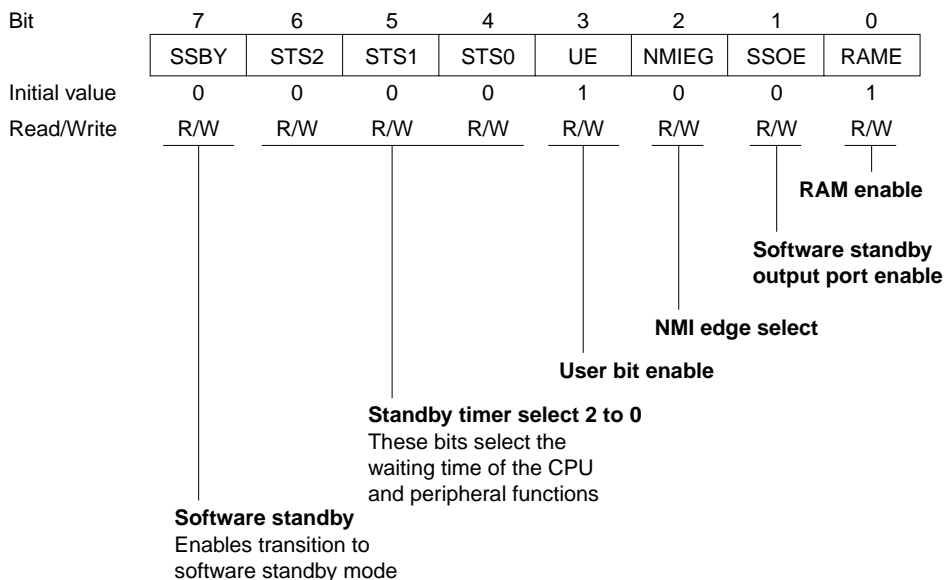 Bit 7 6 5 4 3 2 1 0
SSBY STS2 STS1 STS0 UE NMIEG SSOE RAME
Initial value 0 0 0 0 1 0 0 1
Read/Write R/W R/W R/W R/W R/W R/W R/W R/W
RAM enable
Software standby
output port enable
NMI edge select
User bit enable
Standby timer select 2 to 0
These bits select the
waiting time of the CPU
and peripheral functions
Software standby
Enables transition to
software standby mode